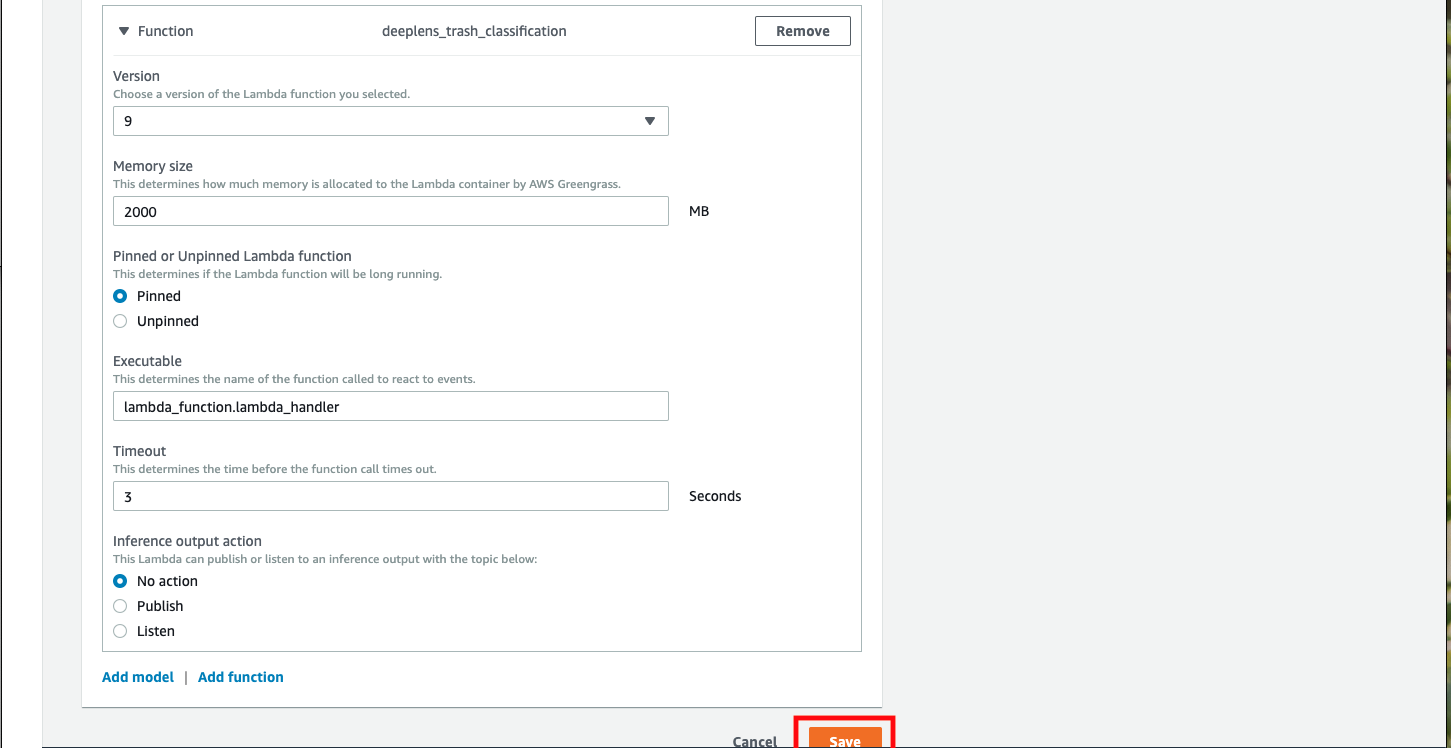 Function deeplens_trash_classification Remove
Version
Choose a version of the Lambda function you selected.
9
Memory size
This determines how much memory is allocated to the Lambda container by AWS Greengrass.
2000 MB
Pinned or Unpinned Lambda function
This determines if the Lambda function will be long running.
Pinned
Unpinned
Executable
This determines the name of the function called to react to events.
lambda_function.lambda_handler
Timeout
This determines the time before the function call times out.
3 Seconds
Inference output action
This Lambda can publish or listen to an inference output with the topic below:
No action
Publish
Listen
Add model | Add function
Cancel Save